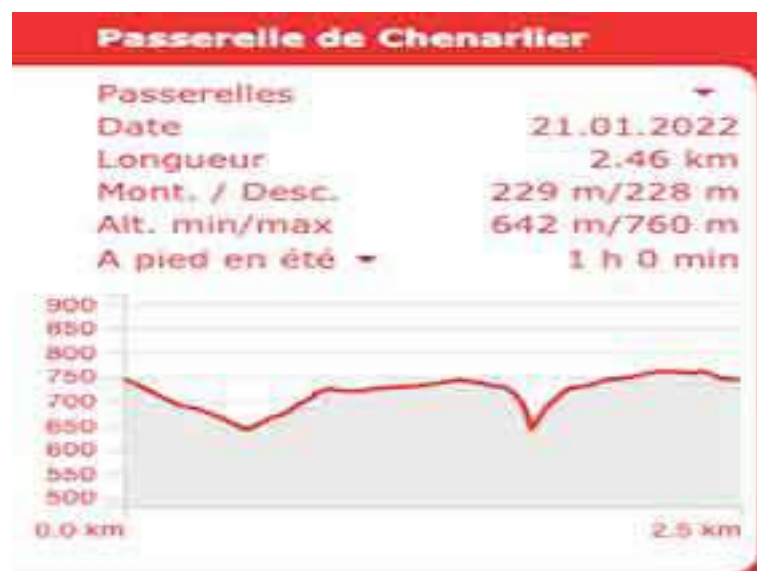 Passerelle de Chenarlier
Passerelles
Date 21.01.2022
Longueur 2.46 km
Mont. / Desc. 229 m/228 m
Alt. min/max 642 m/760 m
A pied en été 1 h 0 min
900
850
800
750
700
650
600
550
500
0.0 km 2.5 km